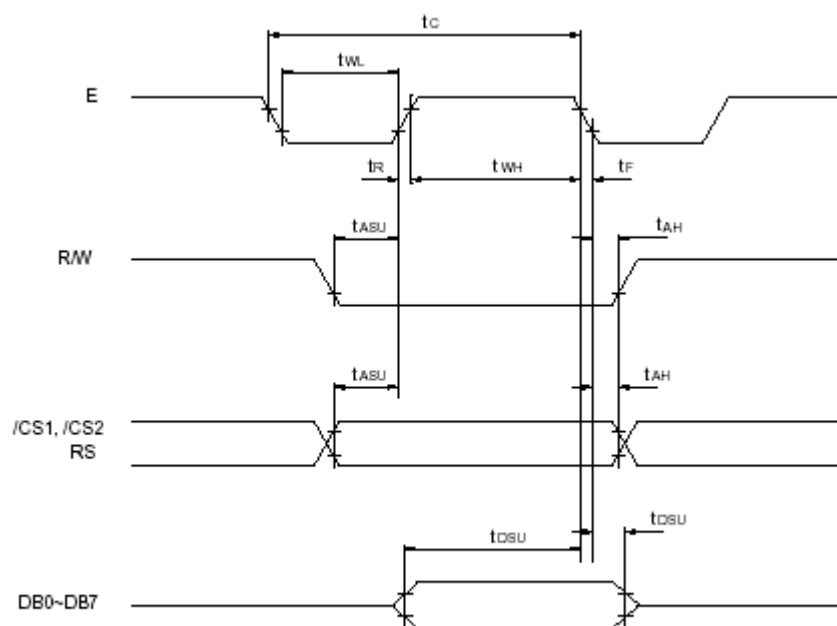 tC
tWL
E
tR
tWH
tF
tASU
tAH
R/W
tASU
tAH
/CS1, /CS2
RS
tDSU
tDSU
DB0~DB7